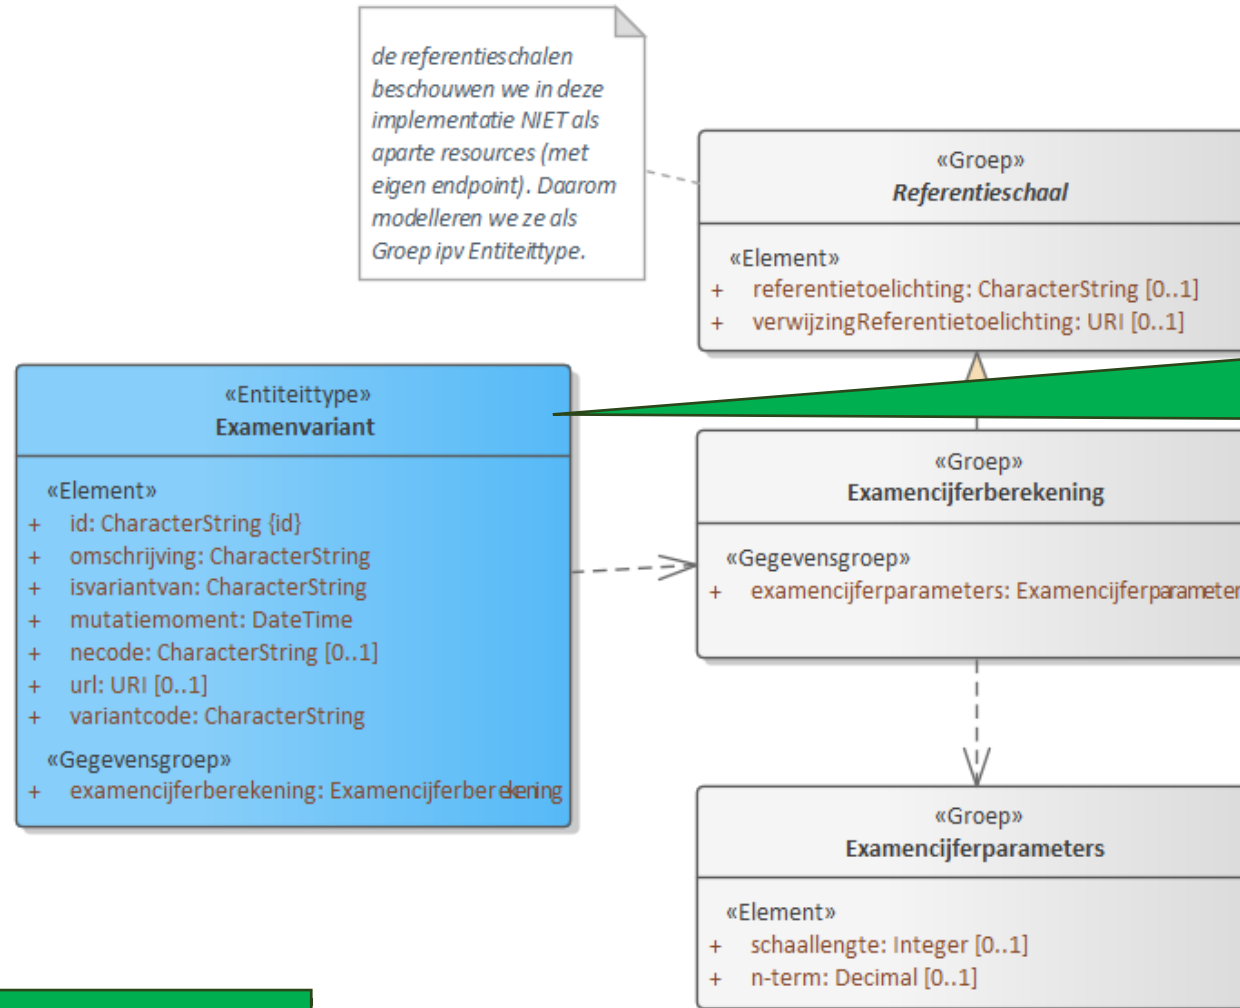 de referentieschalen
beschouwen we in deze
implementatie NIET als
aparte resources (met
eigen endpoint). Daarom
modelleren we ze als
Groep ipv Entiteittype.
«Groep»
Referentieschaal
«Element»
+ referentietoelichting: CharacterString [0..1]
+ verwijzingReferentietoelichting: URI [0..1]
«Entiteittype»
Examenvariant
«Element»
+ id: CharacterString {id}
+ omschrijving: CharacterString
+ isvariantvan: CharacterString
+ mutatiemoment: DateTime
+ necode: CharacterString [0..1]
+ url: URI [0..1]
+ variantcode: CharacterString
«Gegevensgroep»
+ examencijferberekening: Examencijferberekening
«Groep»
Examencijferberekening
«Gegevensgroep»
+ examencijferparameters: Examencijferparameter
«Groep»
Examencijferparameters
«Element»
+ schaallengte: Integer [0..1]
+ n-term: Decimal [0..1]